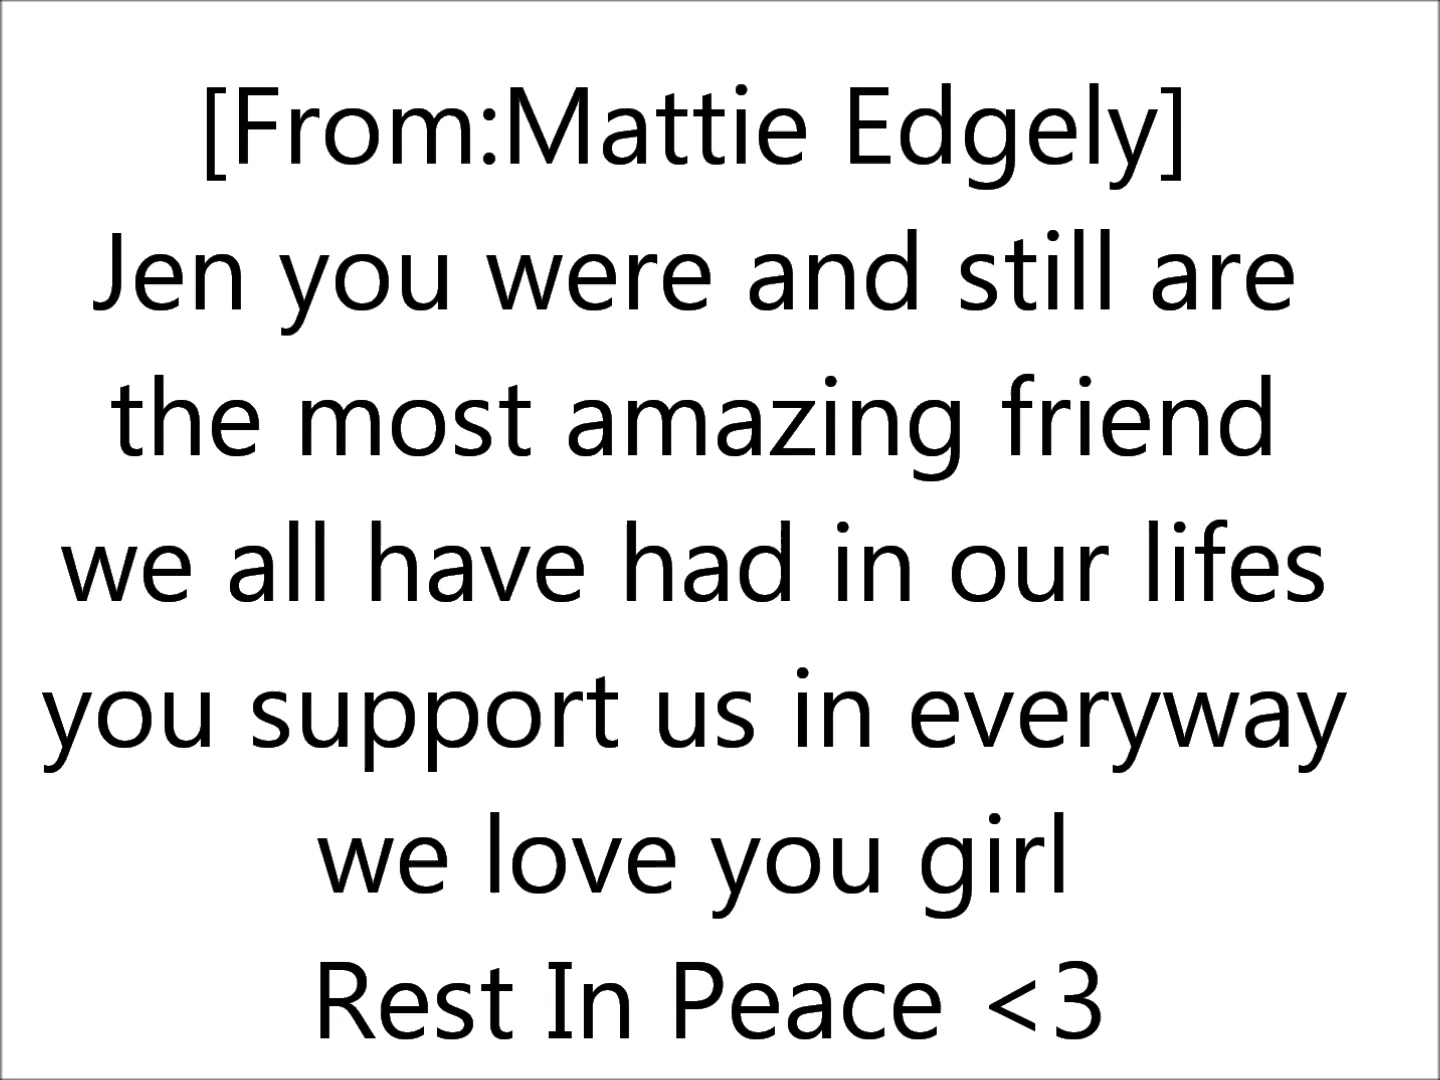 [From:Mattie Edgely]
Jen you were and still are
the most amazing friend
we all have had in our lifes
you support us in everyway
we love you girl
Rest In Peace <3